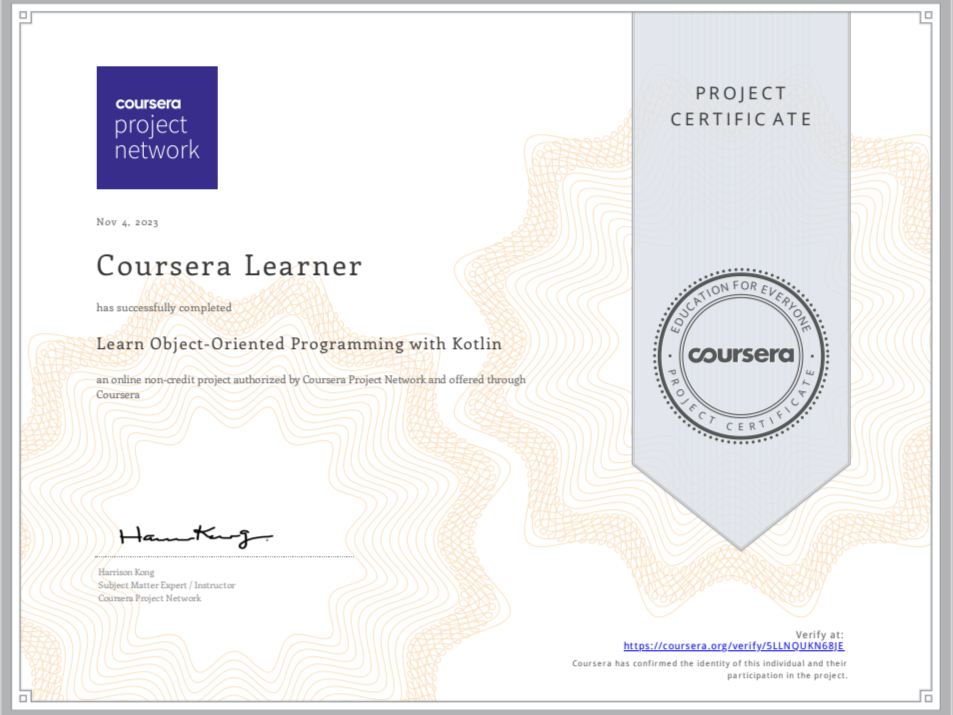 coursera
project
network
PROJECT
CERTIFICATE
Nov 4, 2023
Coursera Learner
has successfully completed
Learn Object-Oriented Programming with Kotlin
an online non-credit project authorized by Coursera Project Network and offered through
Coursera
EDUCATION FOR EVERYONE
coursera
PROJECT CERTIFICATE
Harrison Kong
Subject Matter Expert / Instructor
Coursera Project Network
Verify at:
https://coursera.org/verify/5LLNQUKN68JE
Coursera has confirmed the identity of this individual and their
participation in the project.